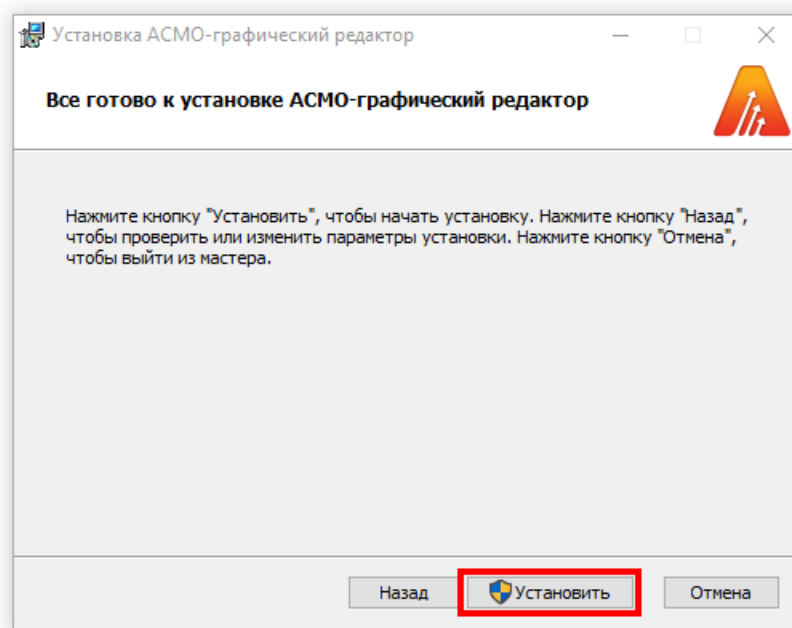 Установка АСМО-графический редактор
Все готово к установке АСМО-графический редактор
Нажмите кнопку "Установить", чтобы начать установку. Нажмите кнопку "Назад",
чтобы проверить или изменить параметры установки. Нажмите кнопку "Отмена",
чтобы выйти из мастера.
Назад
Установить
Отмена